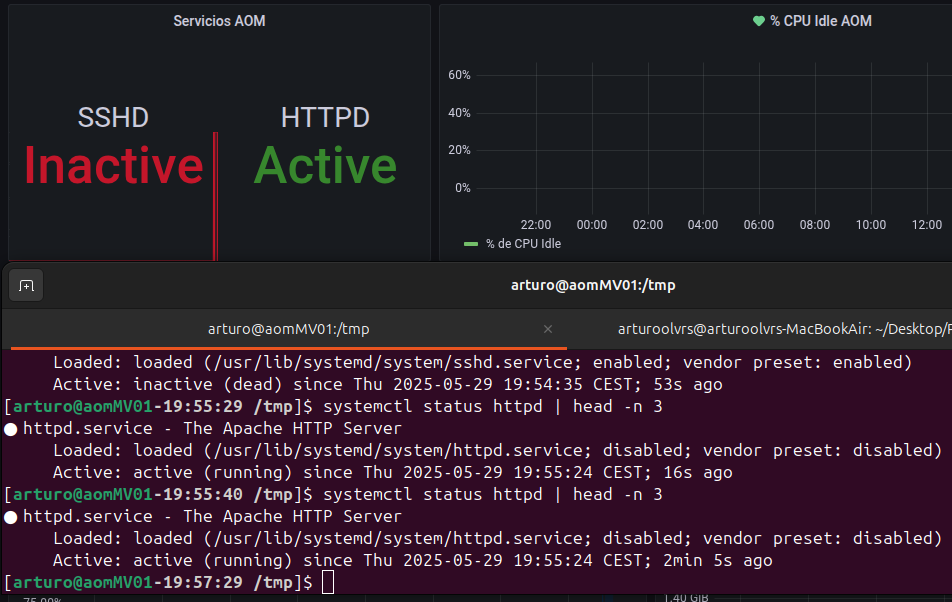 Servicios AOM
SSHD
Inactive
HTTPD
Active
% CPU Idle AOM
60%
40%
20%
0%
22:00 00:00 02:00 04:00 06:00 08:00 10:00 12:00
% de CPU Idle
arturo@aomMV01:/tmp
arturo@aomMV01:/tmp × arturoolvrs@arturoolvrs-MacBookAir: ~/Desktop/
Loaded: loaded (/usr/lib/systemd/system/sshd.service; enabled; vendor preset: enabled)
Active: inactive (dead) since Thu 2025-05-29 19:54:35 CEST; 53s ago
[arturo@aomMV01-19:55:29 /tmp]$ systemctl status httpd | head -n 3
● httpd.service - The Apache HTTP Server
Loaded: loaded (/usr/lib/systemd/system/httpd.service; disabled; vendor preset: disabled)
Active: active (running) since Thu 2025-05-29 19:55:24 CEST; 16s ago
[arturo@aomMV01-19:55:40 /tmp]$ systemctl status httpd | head -n 3
● httpd.service - The Apache HTTP Server
Loaded: loaded (/usr/lib/systemd/system/httpd.service; disabled; vendor preset: disabled)
Active: active (running) since Thu 2025-05-29 19:55:24 CEST; 2min 5s ago
[arturo@aomMV01-19:57:29 /tmp]$
75.00% 1.40 GiB